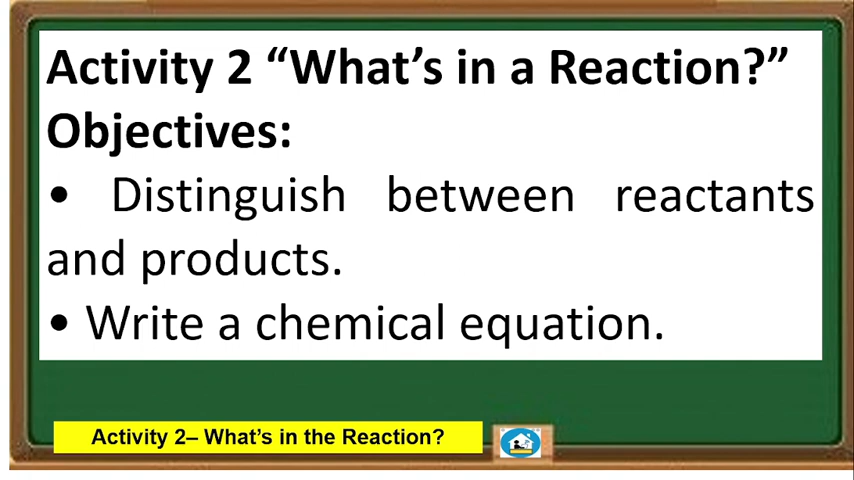 Activity 2 “What’s in a Reaction?”
Objectives:
• Distinguish between reactants
and products.
• Write a chemical equation.
Activity 2– What’s in the Reaction?